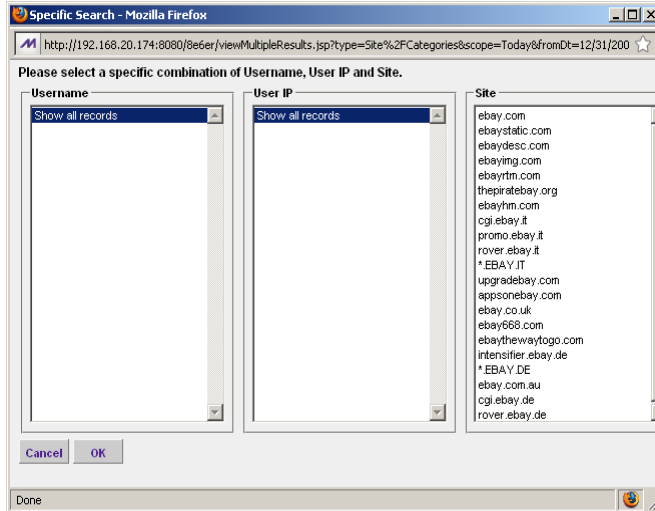 Specific Search - Mozilla Firefox
http://192.168.20.174:8080/8e6er/viewMultipleResults.jsp?type=Site%2FCategories&scope=Today&fromDt=12/31/200
Please select a specific combination of Username, User IP and Site.
Username
Show all records
User IP
Show all records
Site
ebay.com
ebaystatic.com
ebaydesc.com
ebayimg.com
ebayrtm.com
thepiratebay.org
ebayhm.com
cgi.ebay.it
promo.ebay.it
rover.ebay.it
*.EBAY.IT
upgradebay.com
appsonebay.com
ebay.co.uk
ebay668.com
ebaythewaytogo.com
intensifier.ebay.de
*.EBAY.DE
ebay.com.au
cgi.ebay.de
rover.ebay.de
Cancel OK
Done